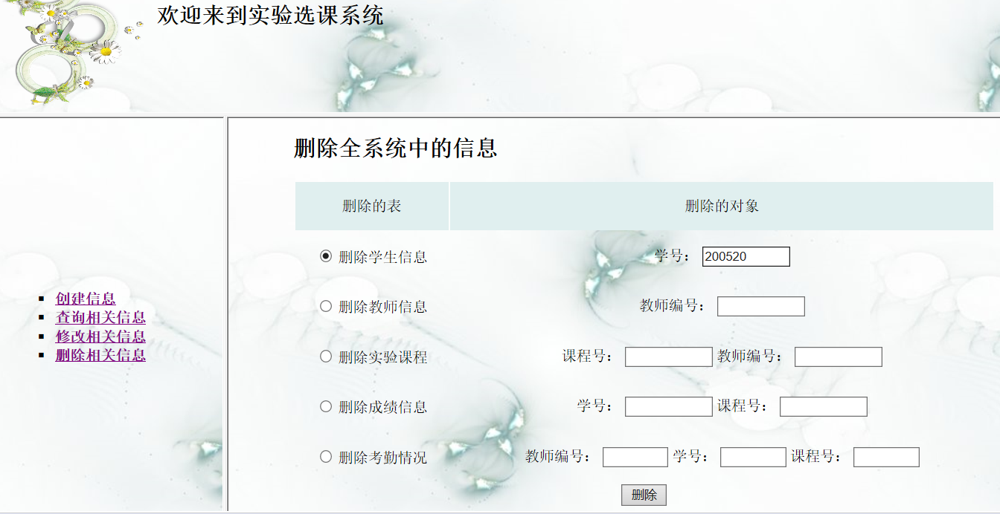 欢迎来到实验选课系统
创建信息
查询相关信息
修改相关信息
删除相关信息
删除全系统中的信息
删除的表 删除的对象
删除学生信息 学号： 200520
删除教师信息 教师编号：
删除实验课程 课程号： 教师编号：
删除成绩信息 学号： 课程号：
删除考勤情况 教师编号： 学号： 课程号：
删除